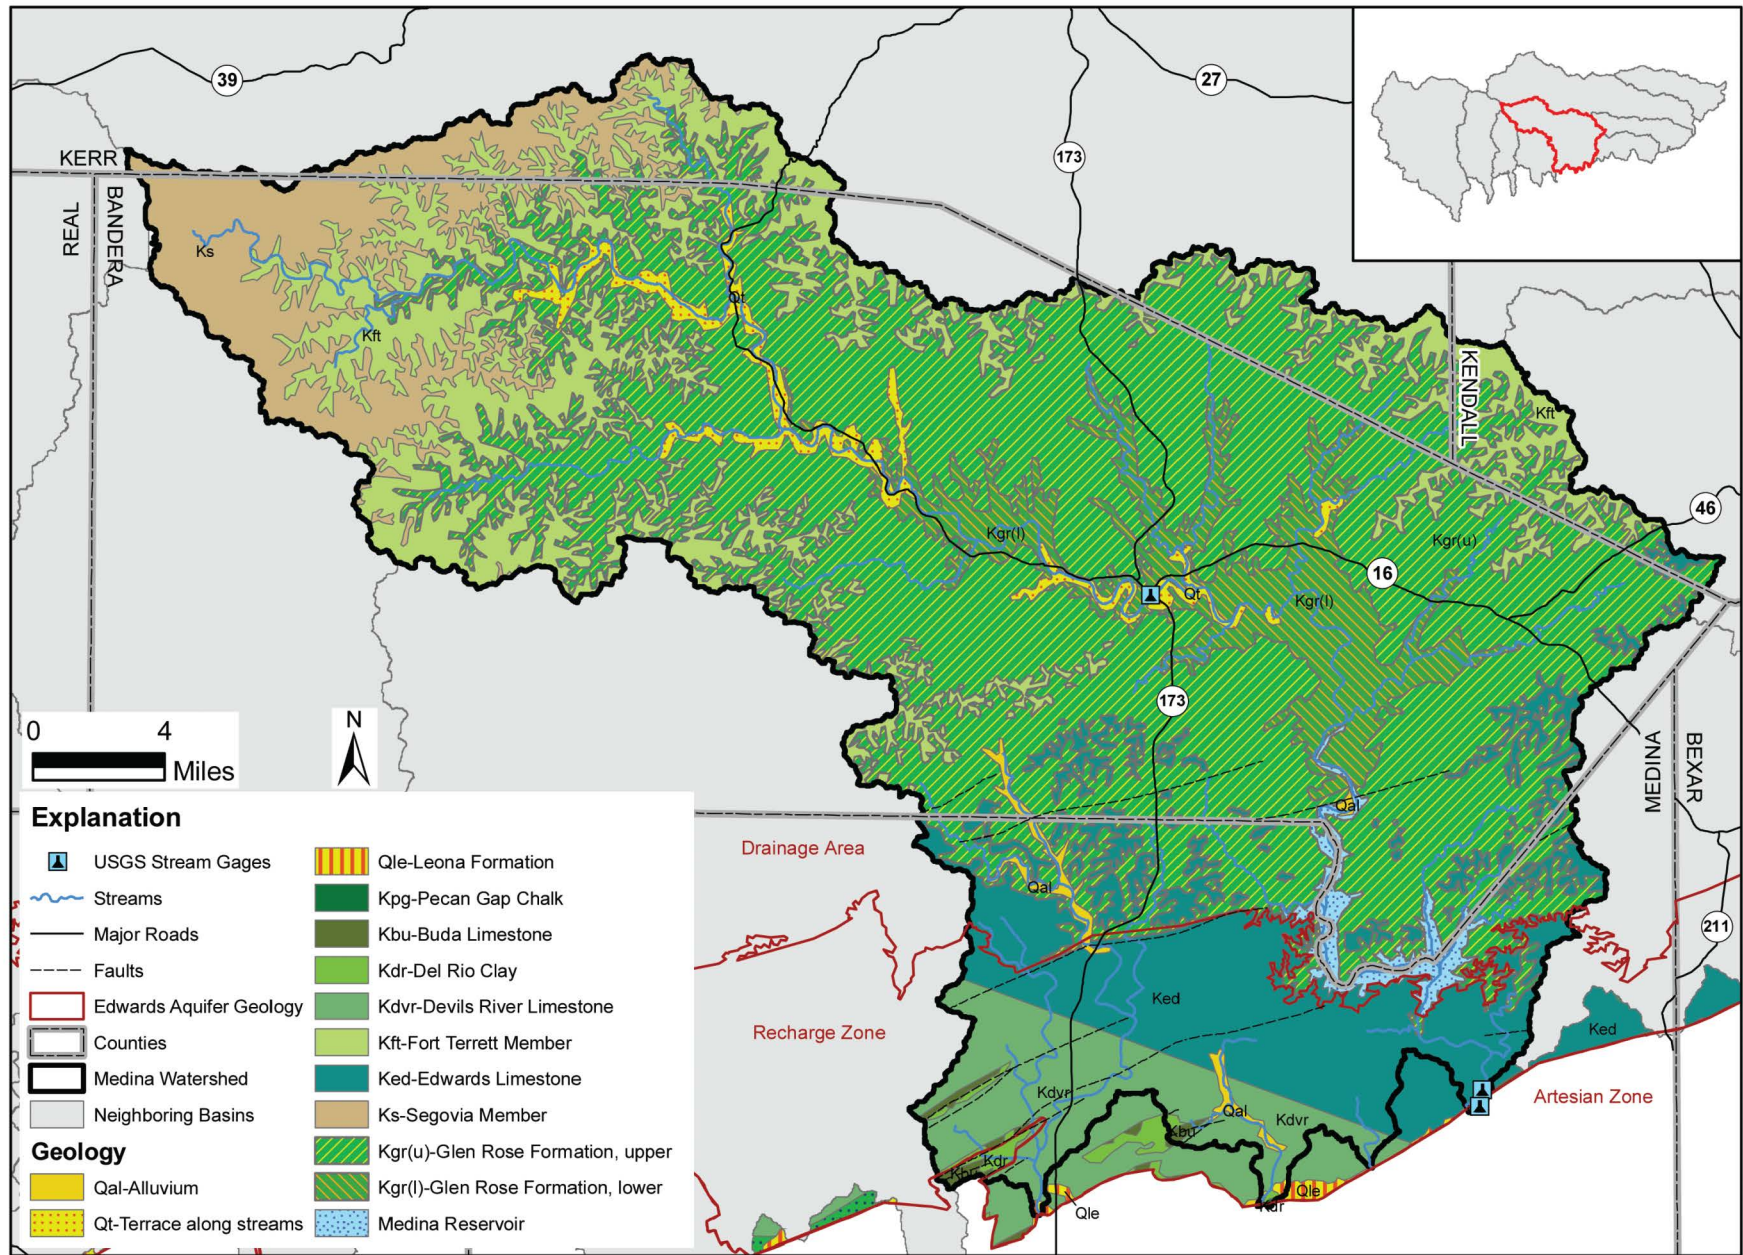 39
27
173
KERR
REAL
BANDERA
Ks
Kft
Qt
KENDALL
Kft
46
Kgr(l)
Kgr(u)
16
Qt
Kgr(l)
173
0 4
Miles
N
MEDINA
BEXAR
Qal
Drainage Area
Qal
211
Ked
Ked
Recharge Zone
Artesian Zone
Kdvr
Qal
Kdvr
Kbu
Kdr
Kbu
Qle
Kdr
Qle
Explanation
USGS Stream Gages
Streams
Major Roads
Faults
Edwards Aquifer Geology
Counties
Medina Watershed
Neighboring Basins
Geology
Qal-Alluvium
Qt-Terrace along streams
Qle-Leona Formation
Kpg-Pecan Gap Chalk
Kbu-Buda Limestone
Kdr-Del Rio Clay
Kdvr-Devils River Limestone
Kft-Fort Terrett Member
Ked-Edwards Limestone
Ks-Segovia Member
Kgr(u)-Glen Rose Formation, upper
Kgr(l)-Glen Rose Formation, lower
Medina Reservoir